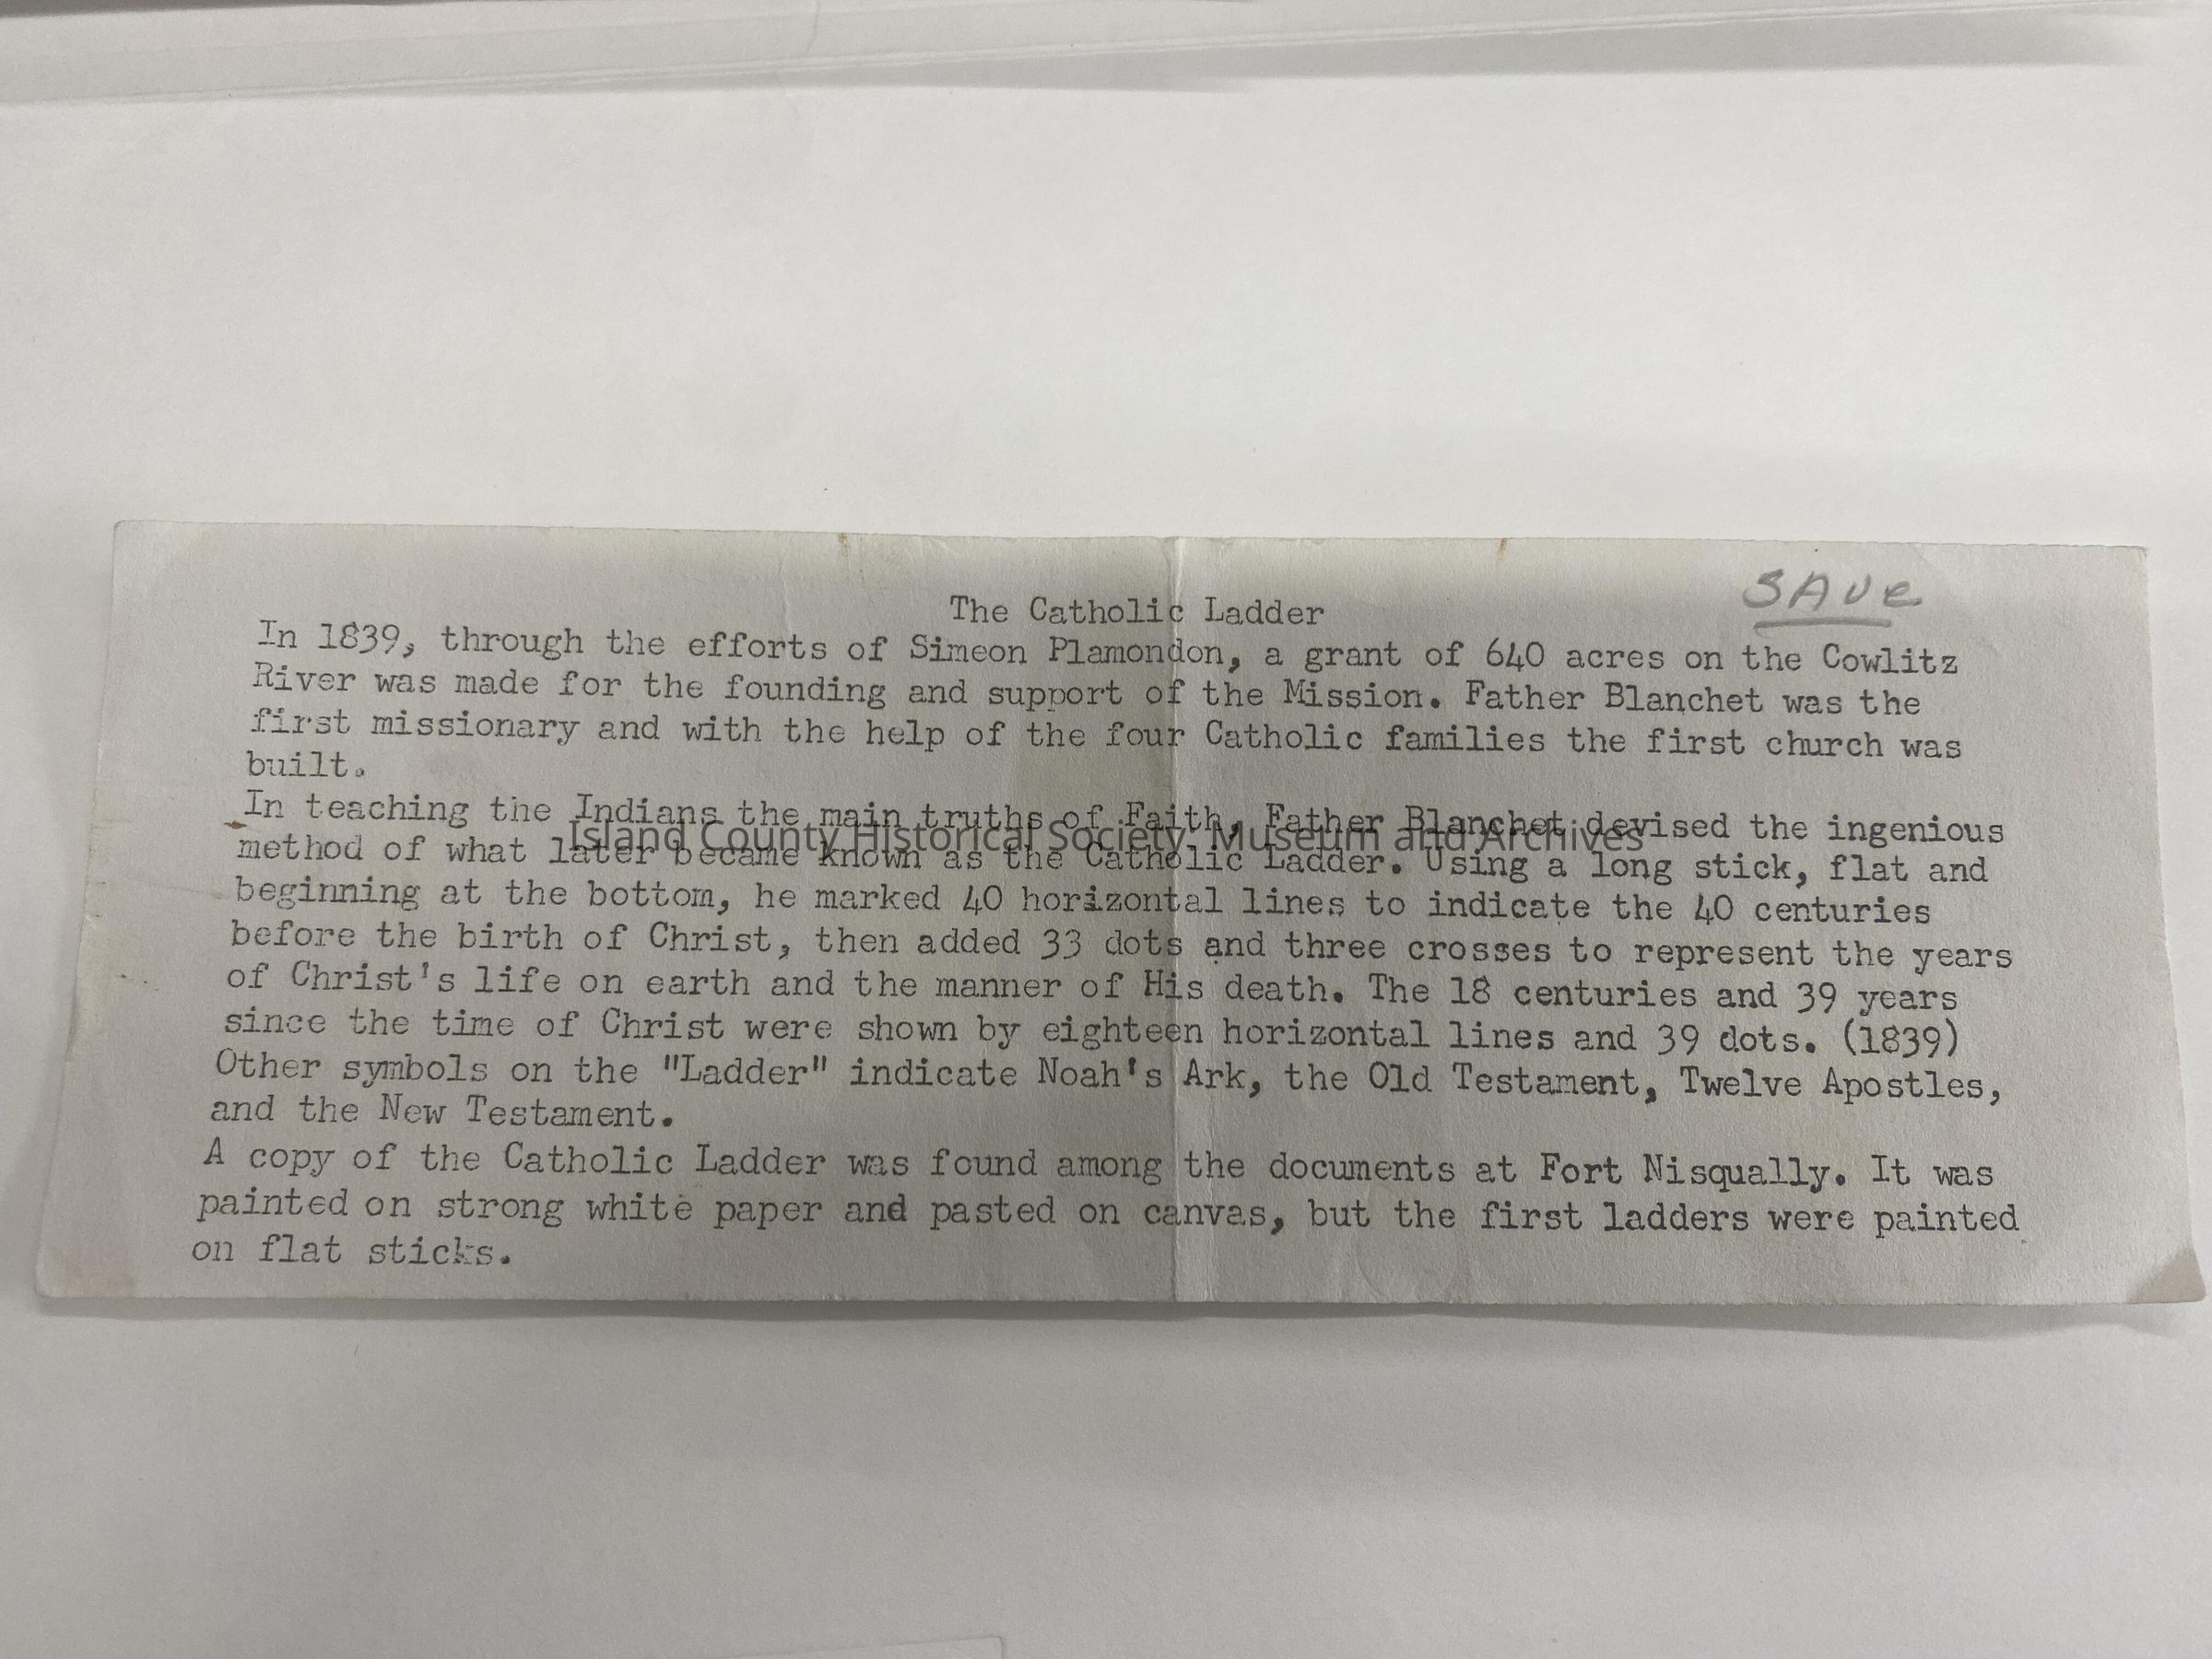 SAVe
The Catholic Ladder
In 1839, through the efforts of Simeon Plamondon, a grant of 640 acres on the Cowlitz
River was made for the founding and support of the Mission. Father Blanchet was the
first missionary and with the help of the four Catholic families the first church was
built.
In teaching the Indians the main truths of Faith, Father Blanchet devised the ingenious
Island County Historical Society, Museum and Archives
method of what later became known as the Catholic Ladder. Using a long stick, flat and
beginning at the bottom, he marked 40 horizontal lines to indicate the 40 centuries
before the birth of Christ, then added 33 dots and three crosses to represent the years
of Christ's life on earth and the manner of His death. The 18 centuries and 39 years
since the time of Christ were shown by eighteen horizontal lines and 39 dots. (1839)
Other symbols on the "Ladder" indicate Noah's Ark, the Old Testament, Twelve Apostles,
and the New Testament.
A copy of the Catholic Ladder was found among the documents at Fort Nisqually. It was
painted on strong white paper and pasted on canvas, but the first ladders were painted
on flat sticks.